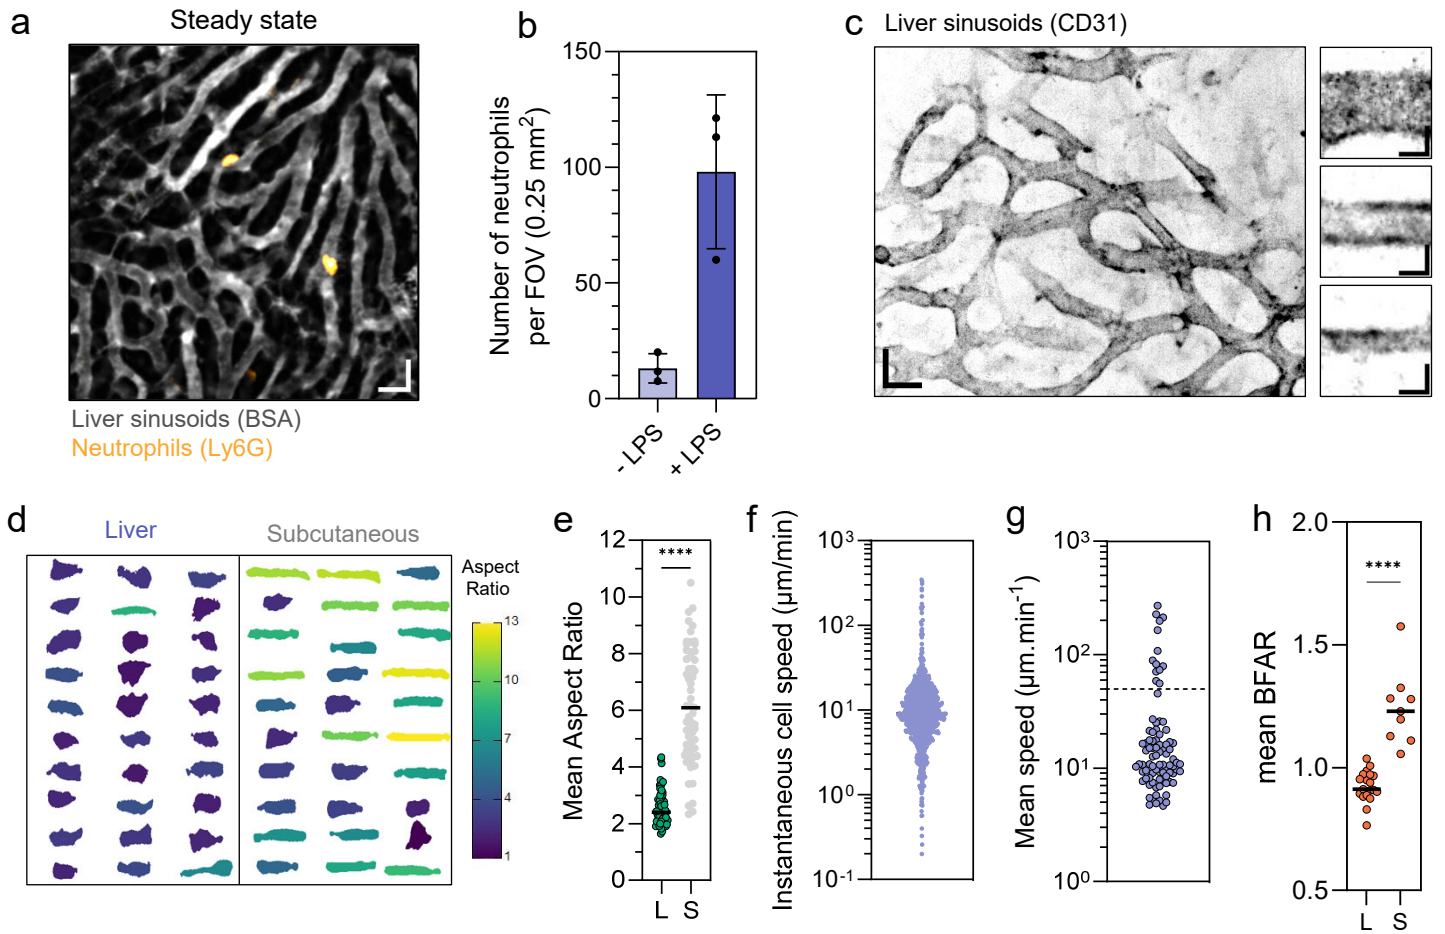 a
Steady state
Liver sinusoids (BSA)
Neutrophils (Ly6G)
b
Number of neutrophils
per FOV (0.25 mm²)
150
100
50
0
- LPS
+ LPS
c
Liver sinusoids (CD31)
d
Liver
Subcutaneous
Aspect
Ratio
13
10
7
4
1
e
Mean Aspect Ratio
12
10
8
6
4
2
0
****
L
S
f
Instantaneous cell speed (μm/min)
10³
10²
10¹
10⁰
10⁻¹
g
Mean speed (μm.min⁻¹)
10³
10²
10¹
10⁰
h
mean BFAR
2.0
1.5
1.0
0.5
****
L
S